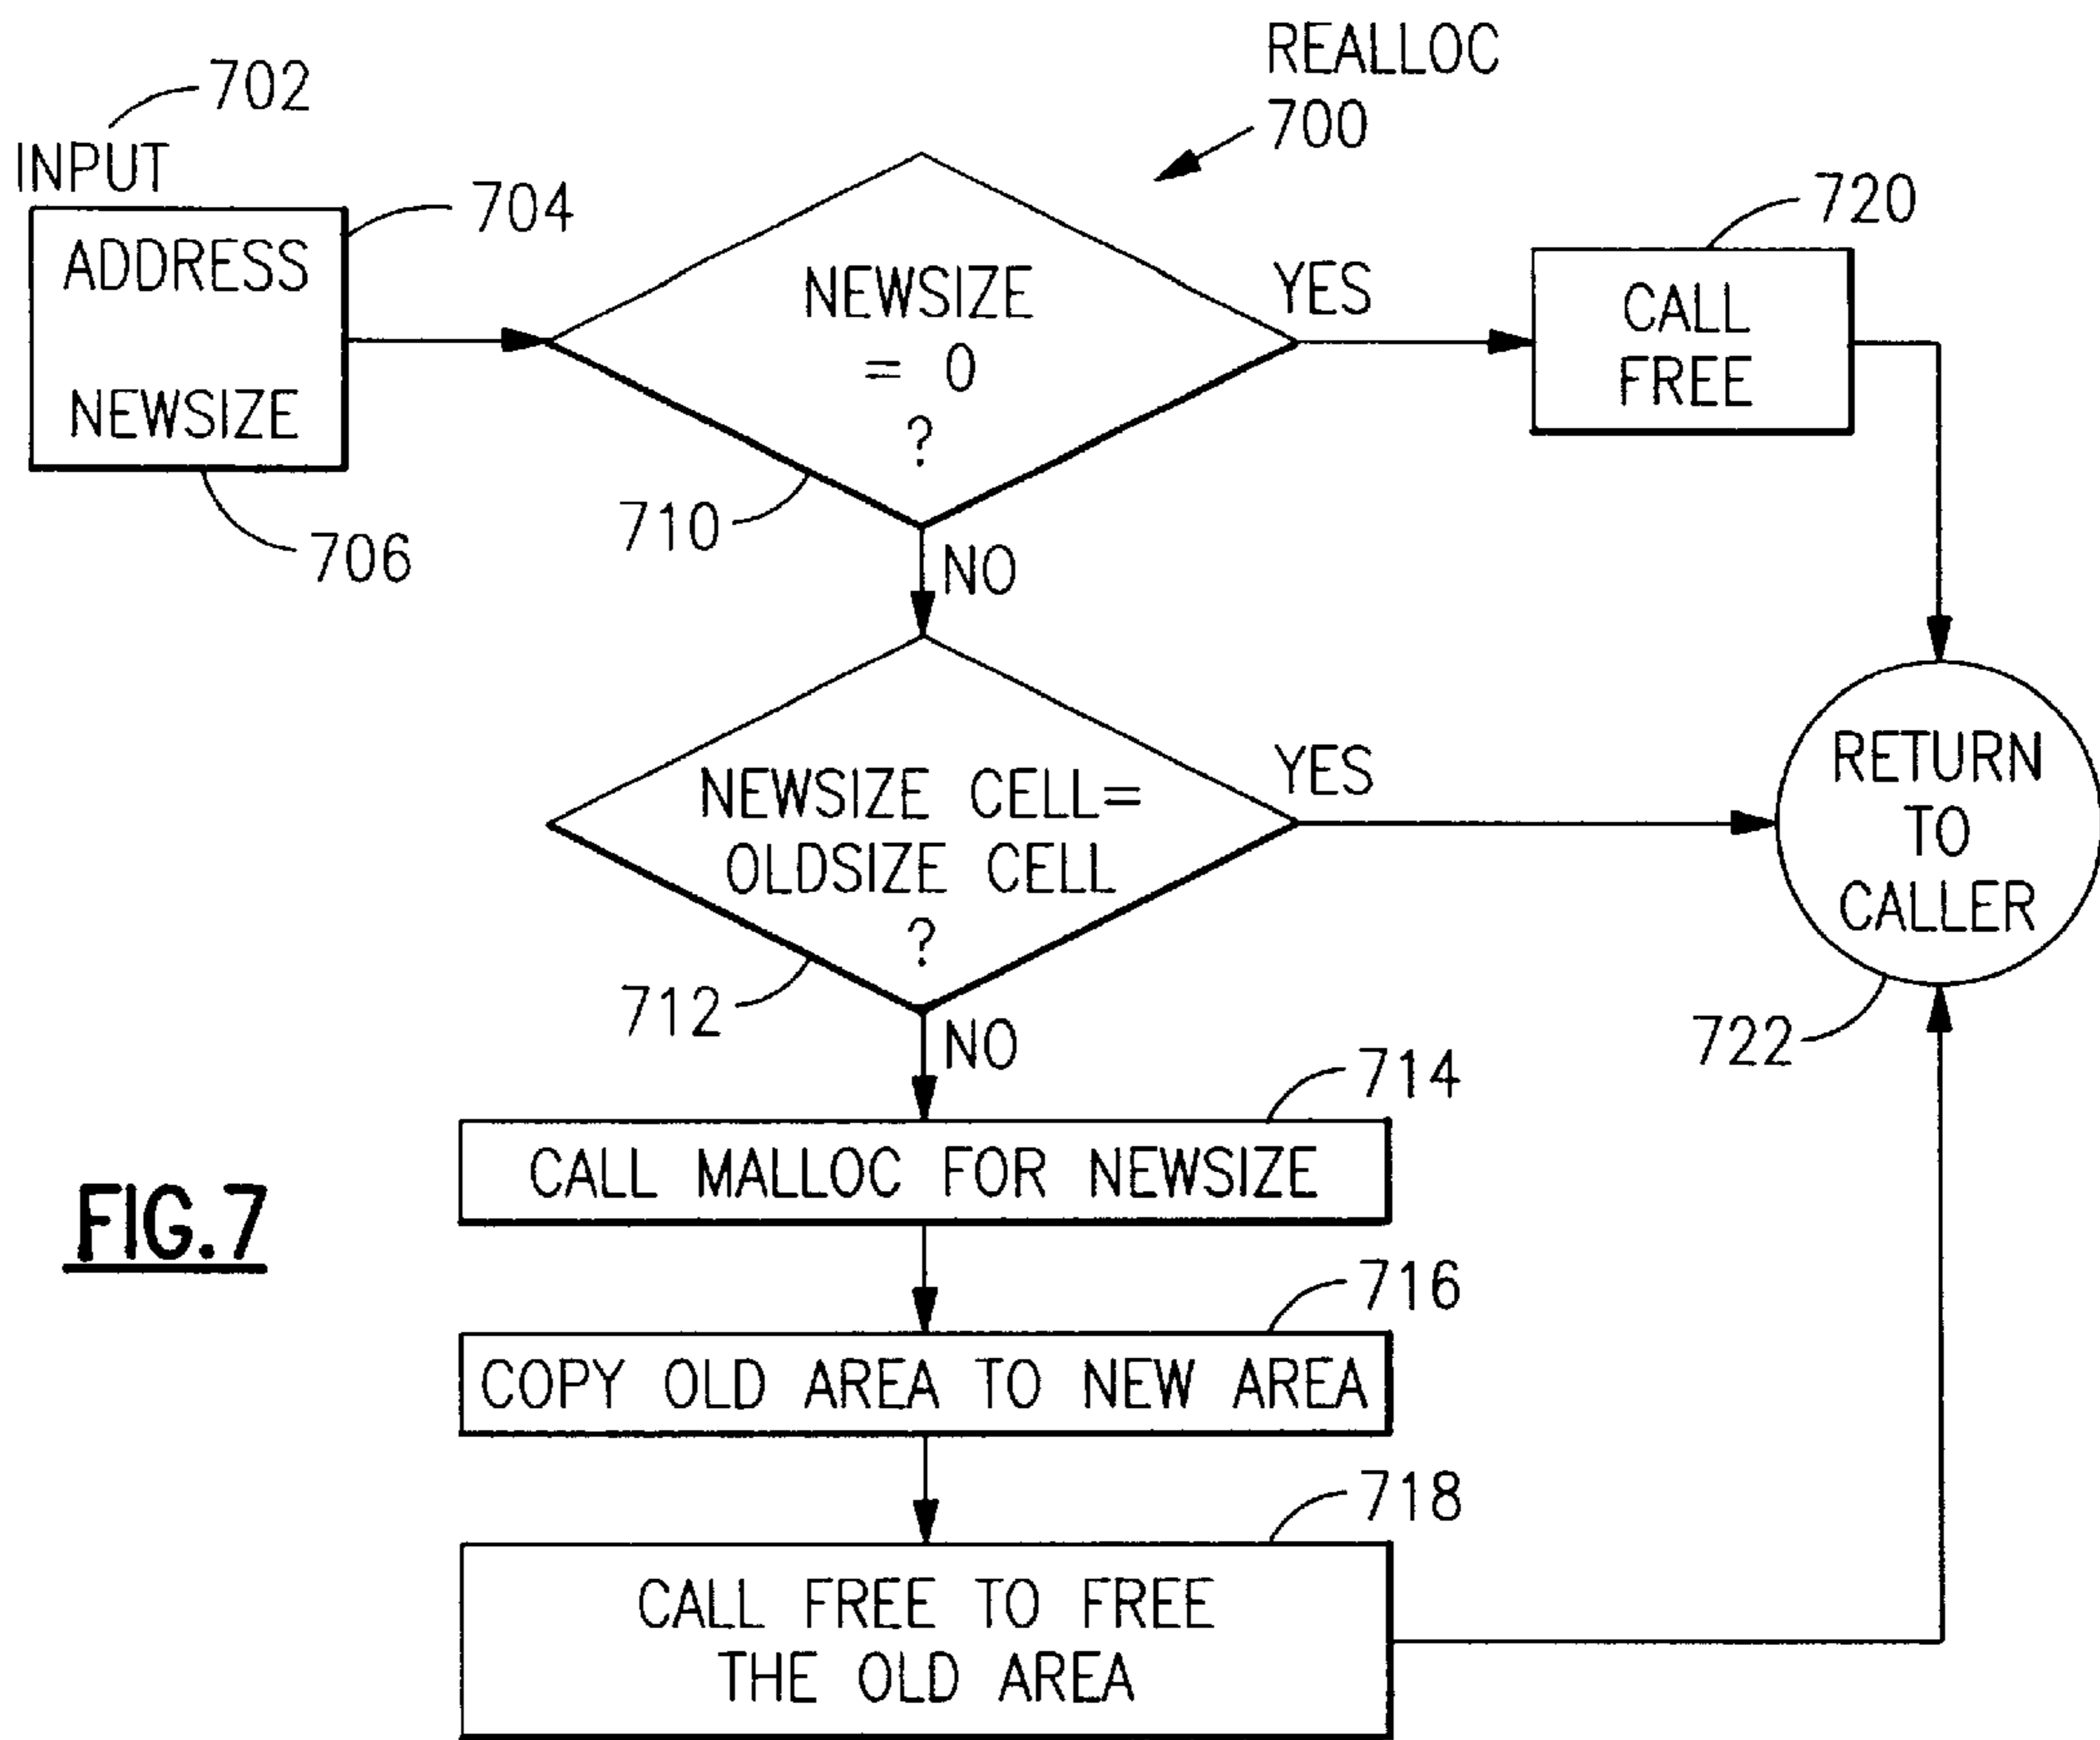 REALLOC
700
702
INPUT
ADDRESS
NEWSIZE
704
706
NEWSIZE
= 0
?
710
YES
NO
720
CALL
FREE
NEWSIZE CELL=
OLDSIZE CELL
?
712
YES
NO
RETURN
TO
CALLER
722
714
CALL MALLOC FOR NEWSIZE
716
COPY OLD AREA TO NEW AREA
718
CALL FREE TO FREE
THE OLD AREA
FIG.7